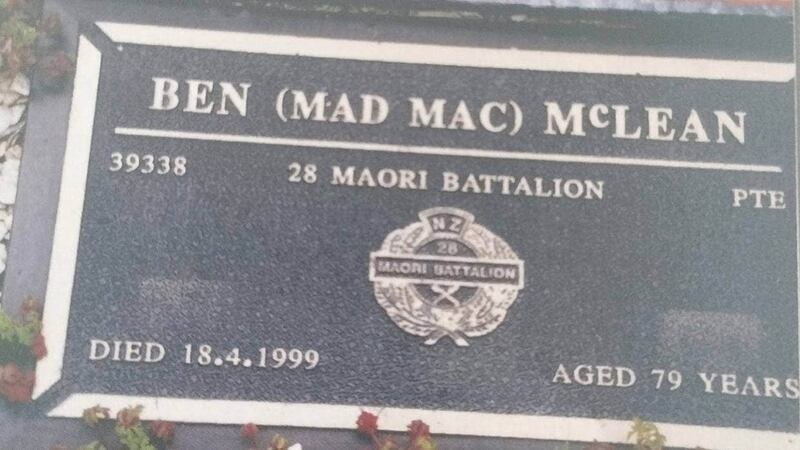 BEN (MAD MAC) McLEAN
39338 28 MAORI BATTALION PTE
NZ
28
MAORI BATTALION
DIED 18.4.1999
AGED 79 YEARS